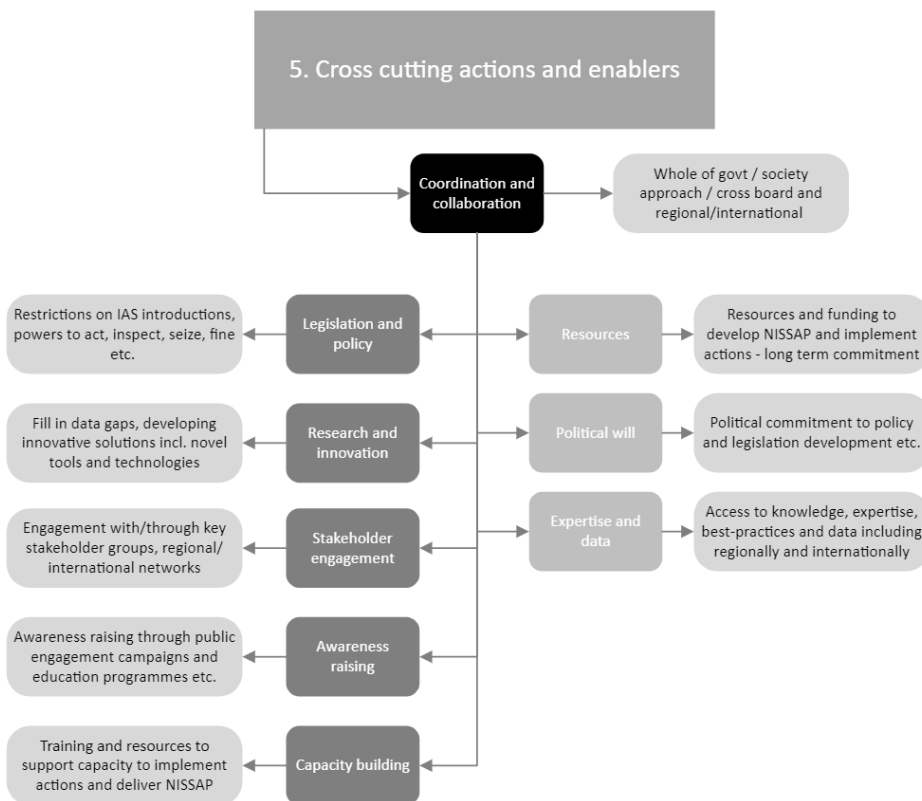 5. Cross cutting actions and enablers
Coordination and
collaboration
Whole of govt / society
approach / cross board and
regional/international
Restrictions on IAS introductions,
powers to act, inspect, seize, fine
etc.
Legislation and
policy
Resources
Resources and funding to
develop NISSAP and implement
actions - long term commitment
Fill in data gaps, developing
innovative solutions incl. novel
tools and technologies
Research and
innovation
Political will
Political commitment to policy
and legislation development etc.
Engagement with/through key
stakeholder groups, regional/
international networks
Stakeholder
engagement
Expertise and
data
Access to knowledge, expertise,
best-practices and data including
regionally and internationally
Awareness raising through public
engagement campaigns and
education programmes etc.
Awareness
raising
Training and resources to
support capacity to implement
actions and deliver NISSAP
Capacity building